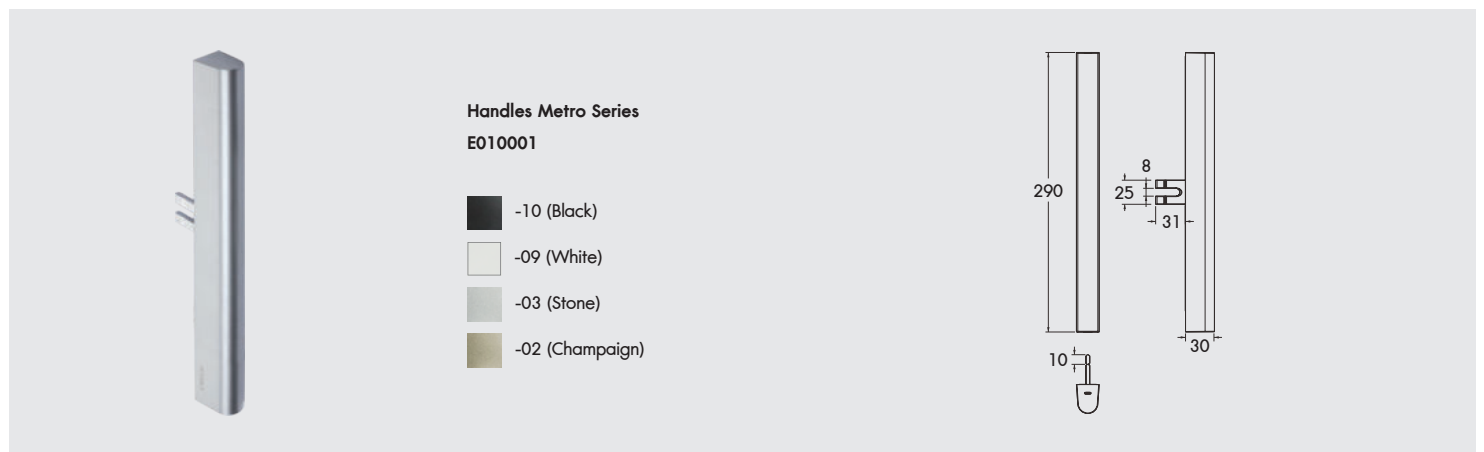 Handles Metro Series
E010001
-10 (Black)
-09 (White)
-03 (Stone)
-02 (Champaign)
290
8
25
31
30
10